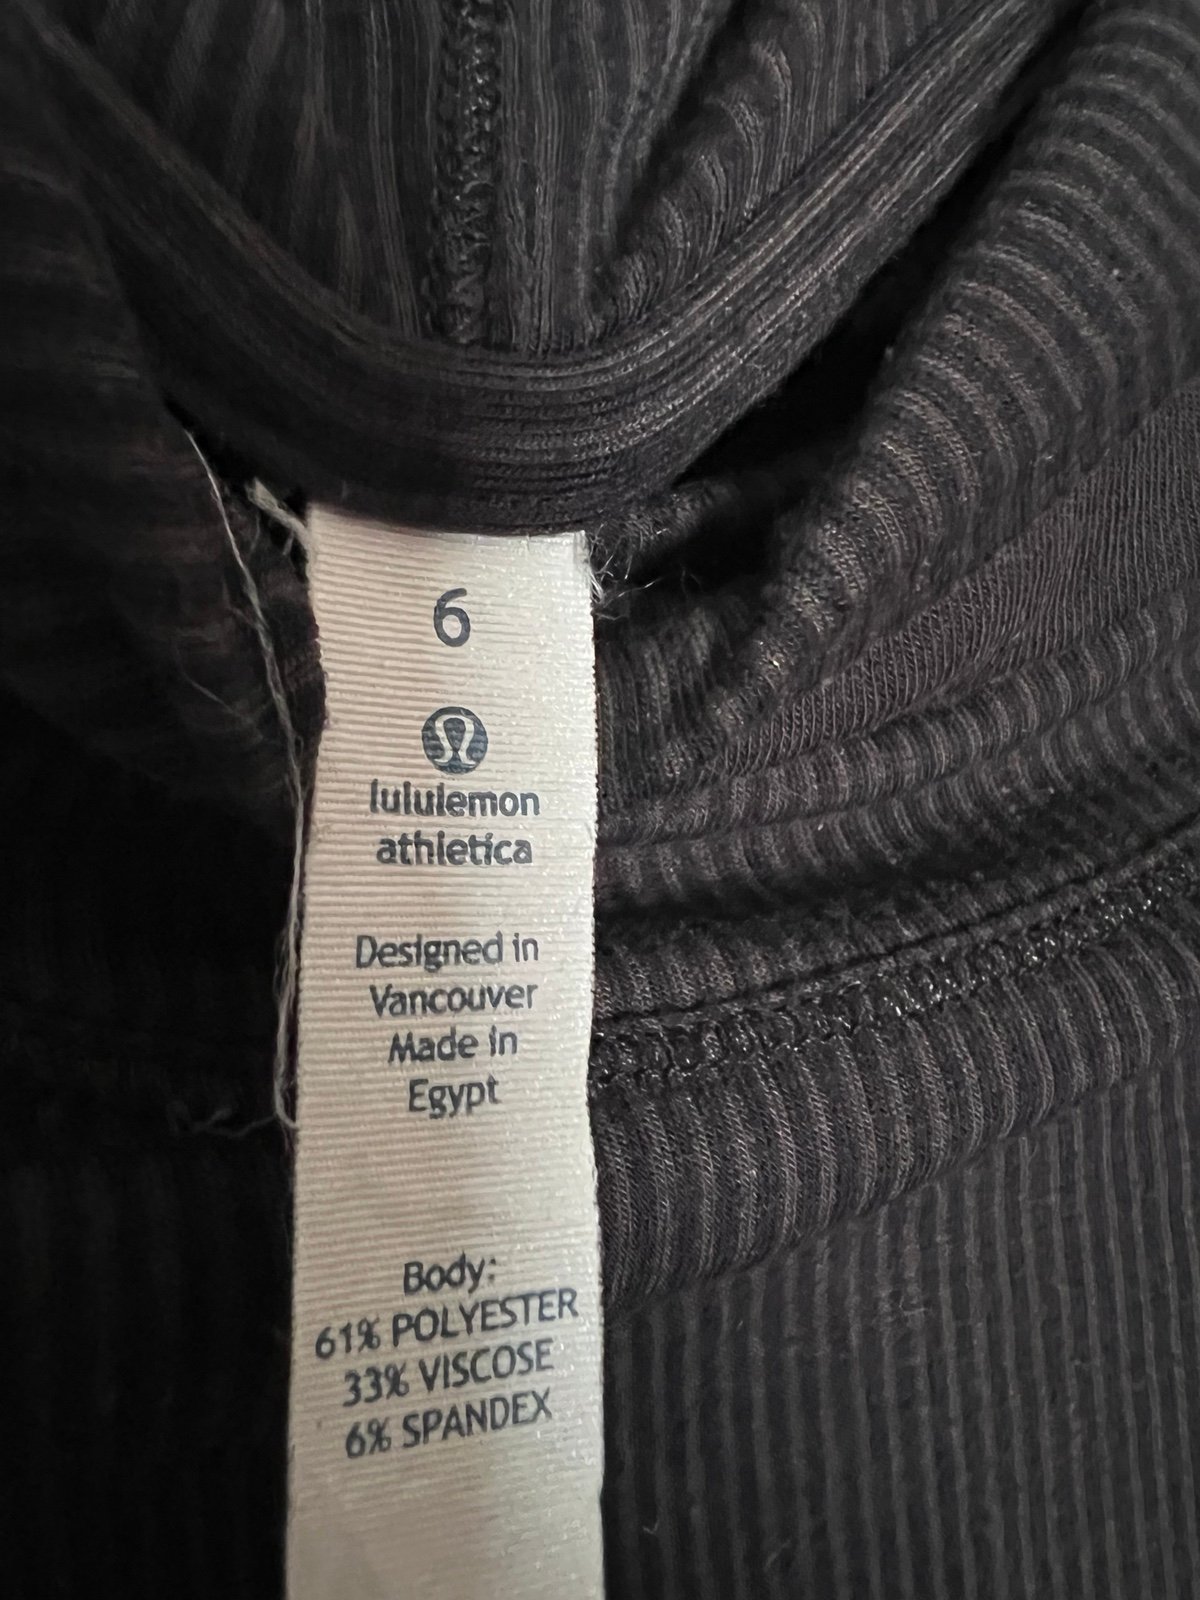 6
lululemon
athletica
Designed in
Vancouver
Made in
Egypt
Body:
61% POLYESTER
33% VISCOSE
6% SPANDEX